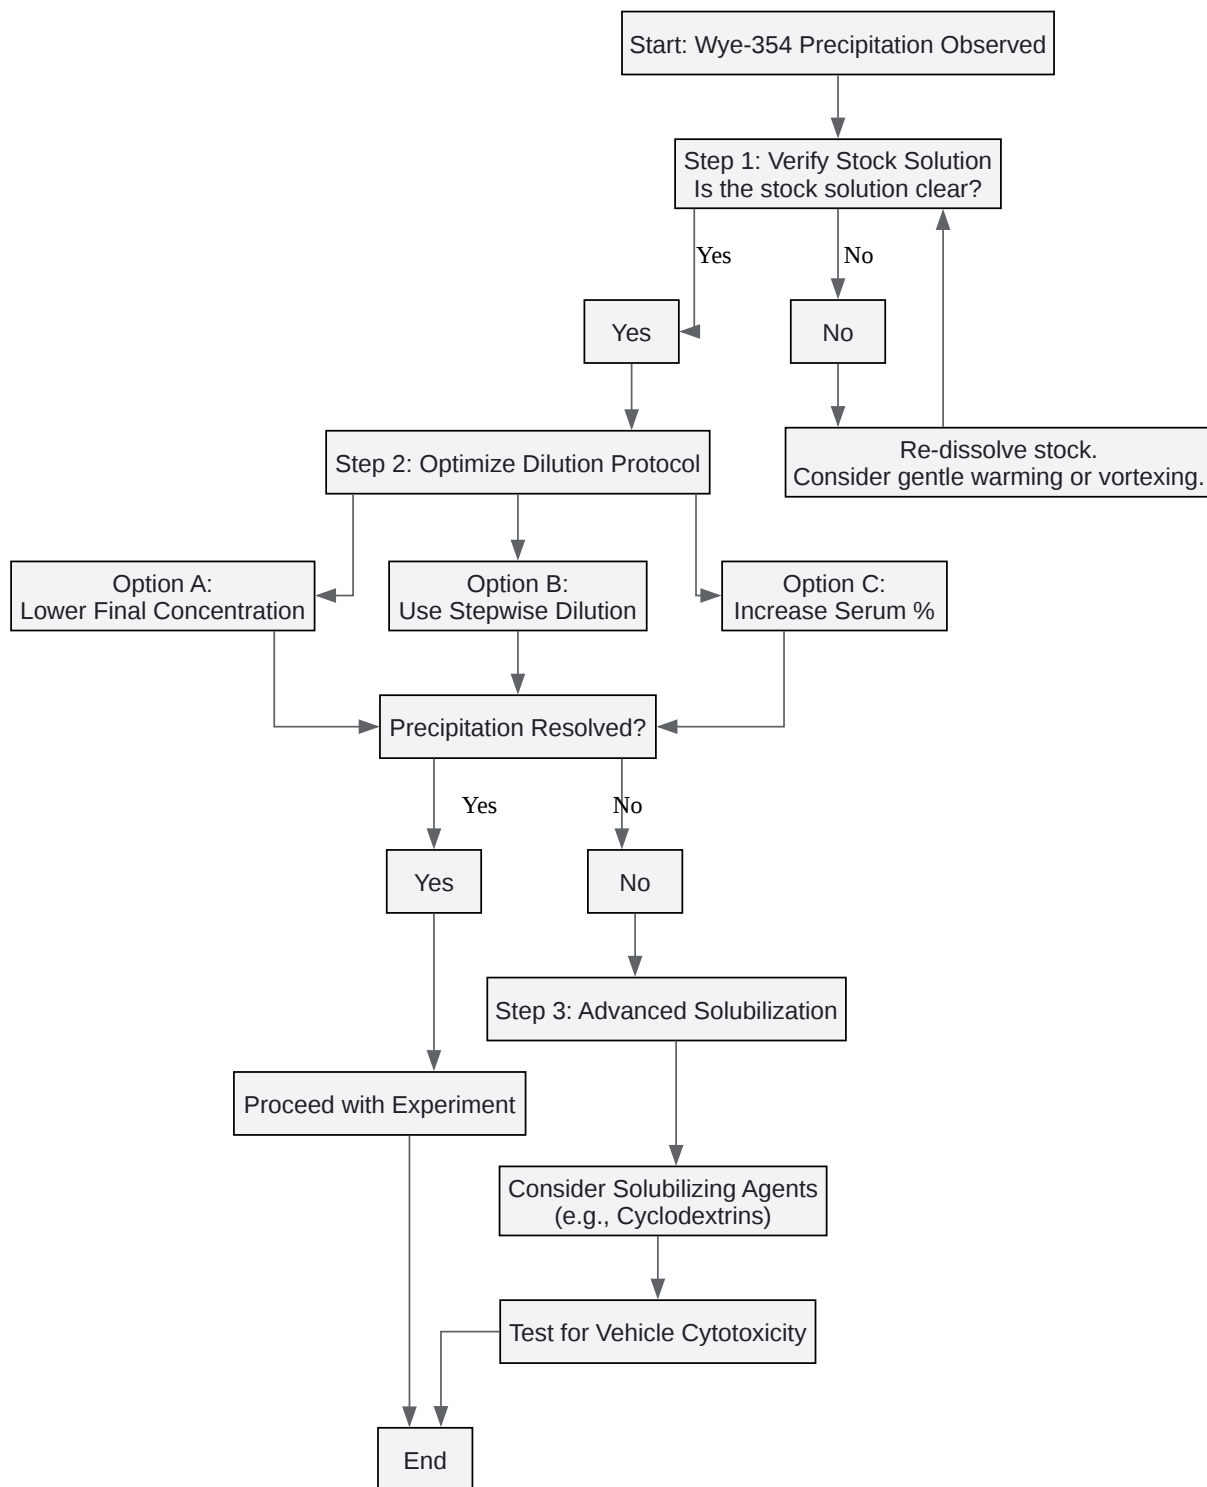 Start: Wye-354 Precipitation Observed
Step 1: Verify Stock Solution
Is the stock solution clear?
Yes
No
Yes
No
Re-dissolve stock.
Consider gentle warming or vortexing.
Step 2: Optimize Dilution Protocol
Option A:
Lower Final Concentration
Option B:
Use Stepwise Dilution
Option C:
Increase Serum %
Precipitation Resolved?
Yes
No
Yes
No
Step 3: Advanced Solubilization
Proceed with Experiment
Consider Solubilizing Agents
(e.g., Cyclodextrins)
Test for Vehicle Cytotoxicity
End